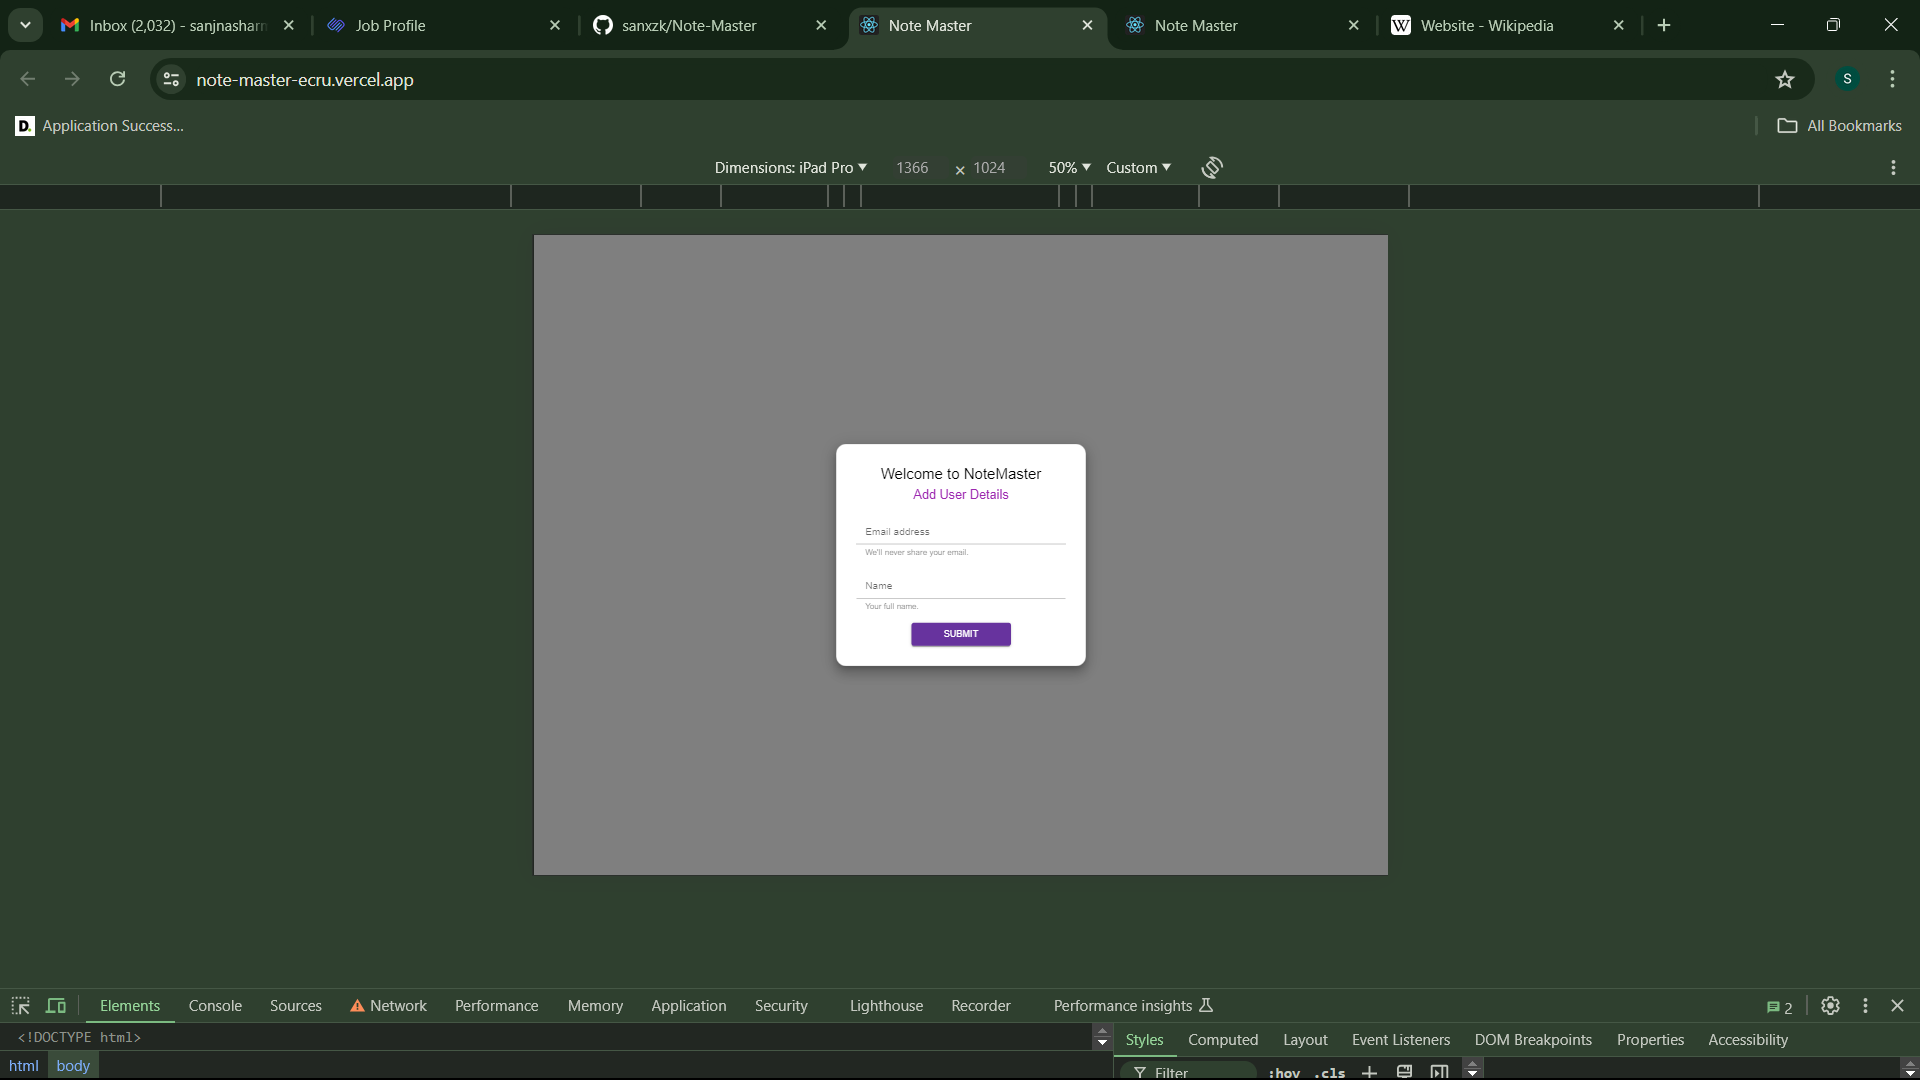 Inbox (2,032) - sanjnasharn
Job Profile
sanxzk/Note-Master
Note Master
Note Master
W Website - Wikipedia
note-master-ecru.vercel.app
S
D. Application Success...
All Bookmarks
Dimensions: iPad Pro 1366 × 1024 50% Custom
Welcome to NoteMaster
Add User Details
Email address
We'll never share your email.
Name
Your full name.
SUBMIT
Elements Console Sources Network Performance Memory Application Security Lighthouse Recorder Performance insights 2
<!DOCTYPE html>
Styles Computed Layout Event Listeners DOM Breakpoints Properties Accessibility
html body
Filter :hov .cls